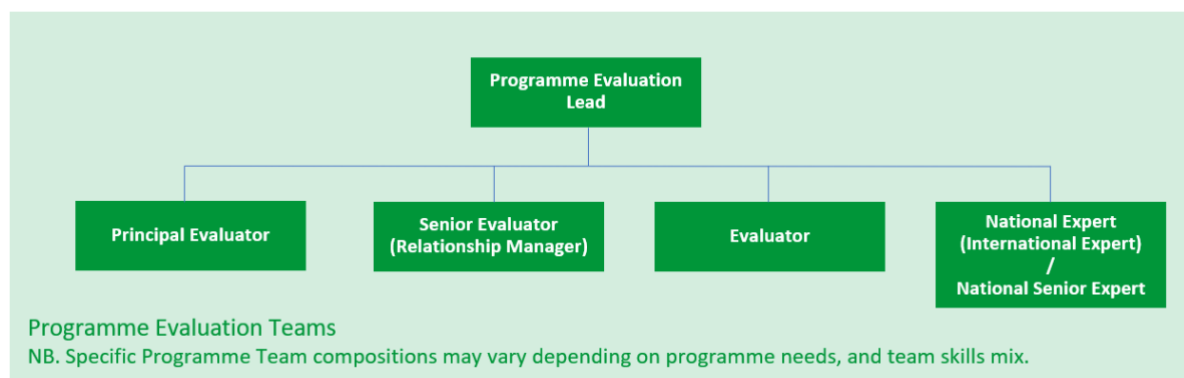 Programme Evaluation
Lead
Principal Evaluator
Senior Evaluator
(Relationship Manager)
Evaluator
National Expert
(International Expert)
/
National Senior Expert
Programme Evaluation Teams
NB. Specific Programme Team compositions may vary depending on programme needs, and team skills mix.